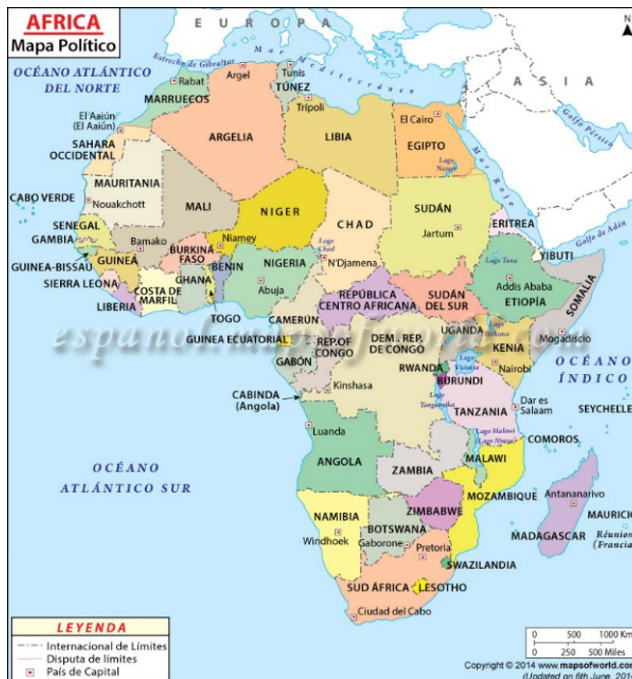 AFRICA
Mapa Político
EUROPA
ASIA
OCÉANO ATLÁNTICO
DEL NORTE
Estrecho de Gibraltar
Mar Mediterráneo
Golfo Pérsico
Mar Rojo
Golfo de Adén
Rabat
MARRUECOS
Argel
Tunis
TÚNEZ
Trípoli
El Cairo
El Aaiún
(El Aaiún)
SAHARA
OCCIDENTAL
ARGELIA
LIBIA
EGIPTO
Lago
MAURITANIA
Nouakchott
CABO VERDE
MALI
NIGER
CHAD
SUDÁN
Jartum
ERITREA
YIBUTI
SENEGAL
GAMBIA
GUINEA-BISSAU
GUINEA
SIERRA LEONA
LIBERIA
Bamako
BURKINA
FASO
Niamey
BENIN
GHANA
COSTA DE
MARFIL
TOGO
NIGERIA
Abuja
Lago
Chad
N'Djamena
Lago Tana
Addis Ababa
ETIOPÍA
SOMALIA
REPÚBLICA
CENTRO AFRICANA
SUDÁN
DEL SUR
CAMERÚN
GUINEA ECUATORIAL
GABÓN
REP.OF
CONGO
DEM. REP.
DE CONGO
UGANDA
Lago
Turkana
KENIA
Nairobi
Mogadiscio
Lago
Victoria
RWANDA
BURUNDI
OCÉANO
ÍNDICO
CABINDA
(Angola)
Kinshasa
Lago
Tanganika
TANZANIA
Dar es
Salaam
SEYCHELLE
Luanda
ANGOLA
Lago Malawi
(Lago Nyasa)
COMOROS
ZAMBIA
MALAWI
MOZAMBIQUE
OCÉANO
ATLÁNTICO SUR
NAMIBIA
Windhoek
BOTSWANA
Gaborone
ZIMBABWE
Pretoria
Antananarivo
MADAGASCAR
MAURICIO
Réunion
(Francia)
SWAZILANDIA
SUD ÁFRICA
LESOTHO
Ciudad del Cabo
LEYENDA
Internacional de Límites
Disputa de límites
País de Capital
0 500 1000 Km
0 500 Miles
Copyright © 2014 www.mapsofworld.com
(Updated on 6th June, 201